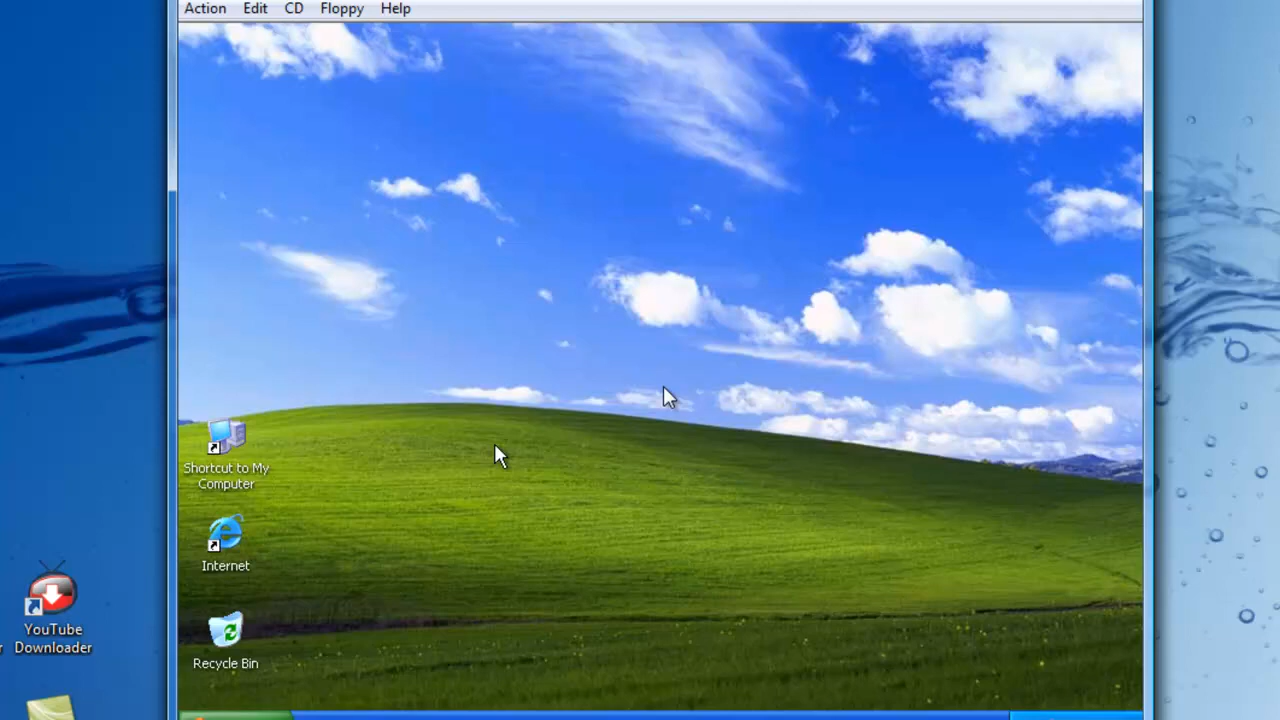 Action Edit CD Floppy Help
Shortcut to My
Computer
Internet
YouTube
Downloader
Recycle Bin